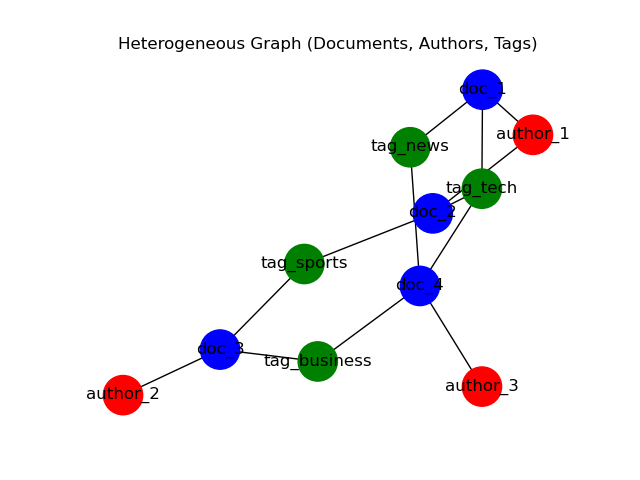 Heterogeneous Graph (Documents, Authors, Tags)
doc_1
author_1
tag_news
tag_tech
doc_2
tag_sports
doc_4
doc_3
tag_business
author_3
author_2